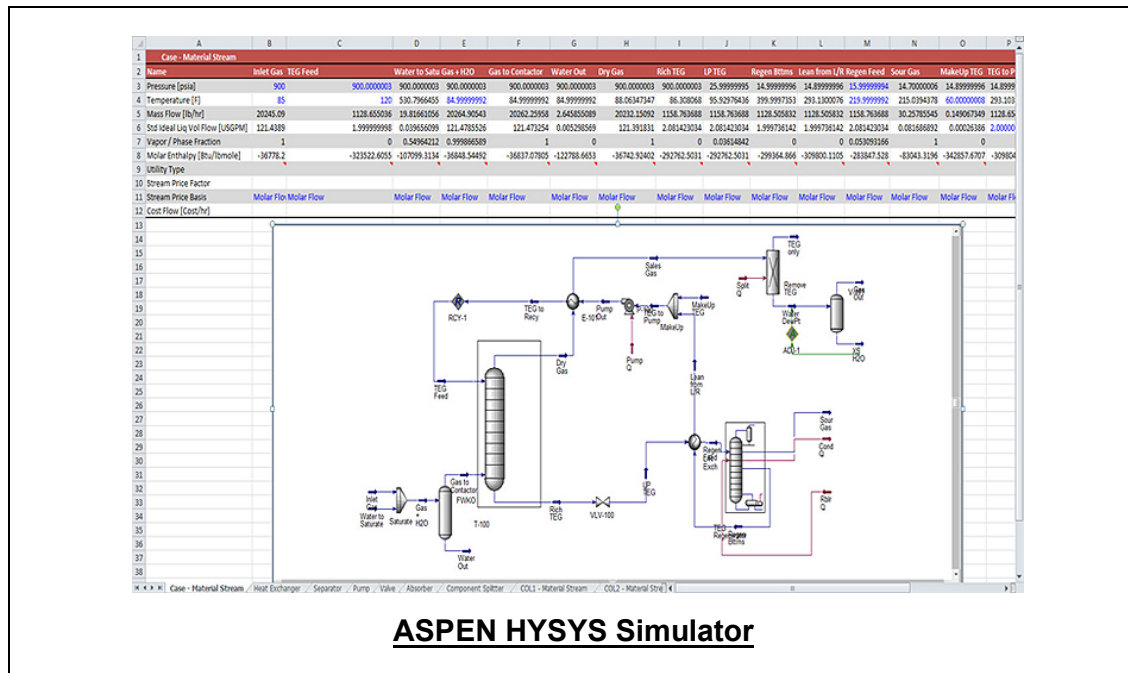 Case - Material Stream
Name Inlet Gas TEG Feed Water to Satu Gas + H2O Gas to Contactor Water Out Dry Gas Rich TEG LP TEG Regen Bttms Lean from L/R Regen Feed Sour Gas MakeUp TEG TEG to P
Pressure [psia] 900 900.0000003 900.0000003 900.0000003 900.0000003 900.0000003 900.0000003 900.0000003 25.99999995 14.99999996 14.89999996 15.99999994 14.70000006 14.89999996 14.8999
Temperature [F] 85 120 530.7966455 84.99999992 84.99999992 84.99999992 88.06347347 86.308068 95.92976436 399.9997353 293.1300076 219.9999992 215.0394378 60.00000008 293.103
Mass Flow [lb/hr] 20245.09 1128.655036 19.81661056 20264.90543 20262.25958 2.645855089 20232.15092 1158.763688 1158.763688 1128.505832 1128.505832 1158.763688 30.25785545 0.149067349 1128.65
Std Ideal Liq Vol Flow [USGPM] 121.4389 1.999999998 0.039656099 121.4785526 121.473254 0.005298569 121.391831 2.081423034 2.081423034 1.999736142 1.999736142 2.081423034 0.081686892 0.00026386 2.00000
Vapor / Phase Fraction 1 0 0.54964212 0.999866589 1 0 1 0 0.03614842 0 0 0.053093166 1 0
Molar Enthalpy [Btu/lbmole] -36778.2 -323522.6055 -107099.3134 -36848.54492 -36837.07805 -122788.6653 -36742.92402 -292762.5031 -292762.5031 -299364.866 -309800.1105 -283847.528 -83043.3196 -342857.6707 -309804
Utility Type
Stream Price Factor
Stream Price Basis Molar Flo Molar Flow Molar Flow Molar Flow Molar Flow Molar Flow Molar Flow Molar Flow Molar Flow Molar Flow Molar Flow Molar Flow Molar Flow Molar Flow Molar Fl
Cost Flow [Cost/hr]
TEG
only
Sales
Gas
Split
Q
Remove
TEG
Gas
Out
RCY-1
TEG to
Recy
E-101
Pump
Out
TEG to
Pump
MakeUp
MakeUp
TEG
Water
DewPt
ADJ-1
H2O
Pump
Q
Dry
Gas
TEG
Feed
Lean
from
L/R
Sour
Gas
Cond
Q
Regen
Feed
Exch
Gas to
Contactor
FWKO
LP
TEG
Rblr
Q
Inlet
Gas
Water to
Saturate
Saturate
Gas
+
H2O
T-100
Rich
TEG
VLV-100
TEG
Regenerator
Bttms
Water
Out
Case - Material Stream Heat Exchanger Separator Pump Valve Absorber Component Splitter COL1 - Material Stream COL2 - Material Stre
ASPEN HYSYS Simulator